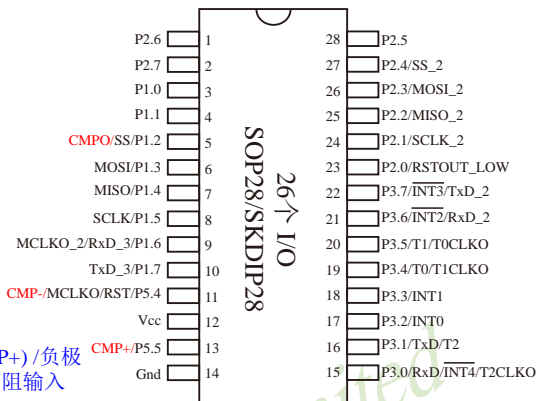 P2.6 1 28 P2.5
P2.7 2 27 P2.4/SS_2
P1.0 3 26 P2.3/MOSI_2
P1.1 4 25 P2.2/MISO_2
CMPO/SS/P1.2 5 24 P2.1/SCLK_2
MOSI/P1.3 6 23 P2.0/RSTOUT_LOW
MISO/P1.4 7 22 P3.7/INT3/TxD_2
SCLK/P1.5 8 21 P3.6/INT2/RxD_2
MCLKO_2/RxD_3/P1.6 9 20 P3.5/T1/T0CLKO
TxD_3/P1.7 10 19 P3.4/T0/T1CLKO
CMP-/MCLKO/RST/P5.4 11 18 P3.3/INT1
Vcc 12 17 P3.2/INT0
CMP+/P5.5 13 16 P3.1/TxD/T2
Gnd 14 15 P3.0/RxD/INT4/T2CLKO
26个 I/O
SOP28/SKDIP28
P+) /负极
阻输入